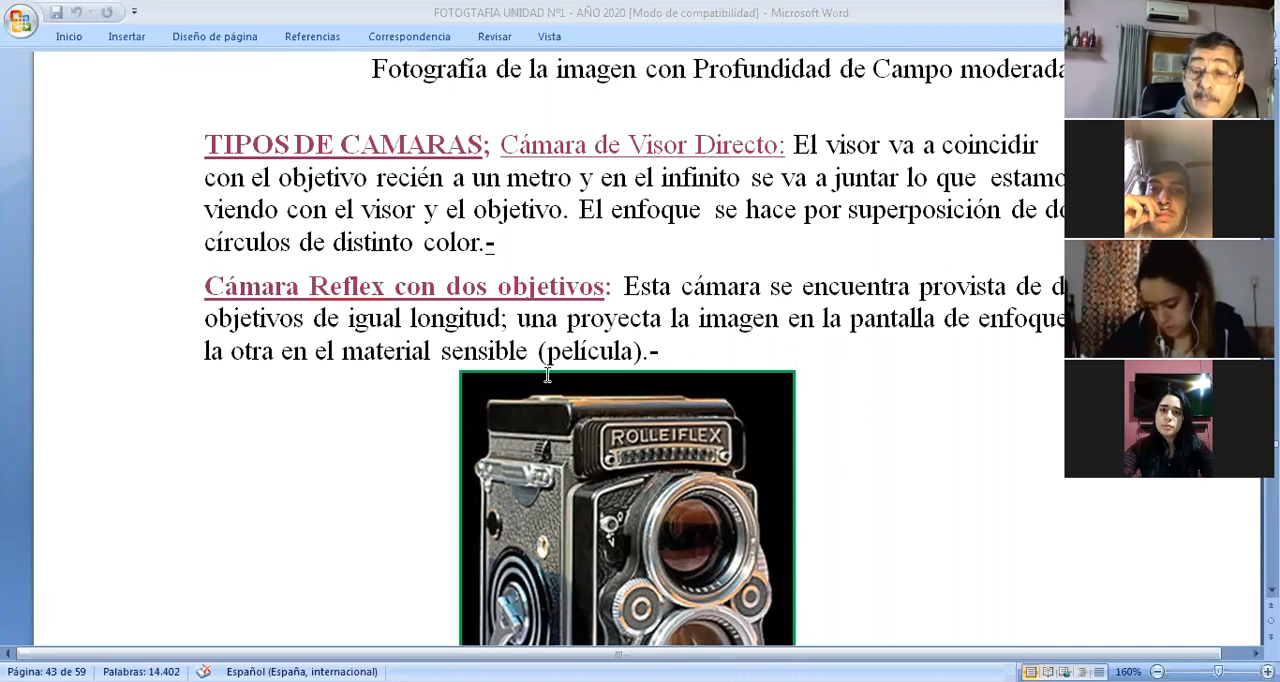 FOTOGTAFIA UNIDAD Nº1 - AÑO 2020 [Modo de compatibilidad] - Microsoft Word
Inicio Insertar Diseño de página Referencias Correspondencia Revisar Vista
Fotografía de la imagen con Profundidad de Campo moderada
TIPOS DE CAMARAS; Cámara de Visor Directo: El visor va a coincidir
con el objetivo recién a un metro y en el infinito se va a juntar lo que estamo
viendo con el visor y el objetivo. El enfoque se hace por superposición de do
círculos de distinto color.-
Cámara Reflex con dos objetivos: Esta cámara se encuentra provista de d
objetivos de igual longitud; una proyecta la imagen en la pantalla de enfoque
la otra en el material sensible (película).-
ROLLEIFLEX
Página: 43 de 59 Palabras: 14.402 Español (España, internacional) 160%